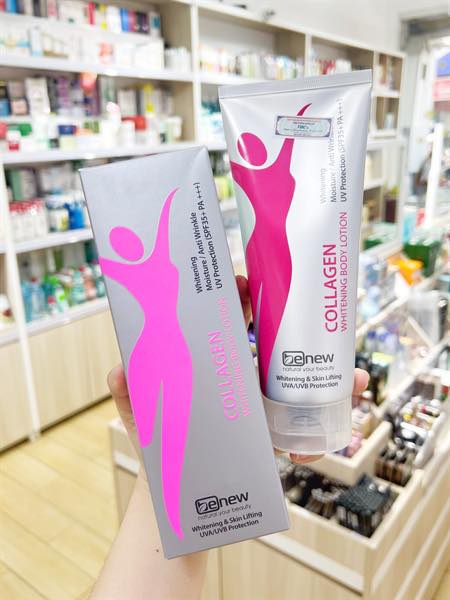 Whitening
Moisture / Anti Wrinkle
UV Protection (SPF35+ PA +++)
COLLAGEN
WHITENING BODY LOTION
Benew
natural your beauty
Whitening & Skin Lifting
UVA/UVB Protection
Whitening
Moisture / Anti Wrinkle
UV Protection (SPF35+ PA +++)
COLLAGEN
WHITENING BODY LOTION
Benew
natural your beauty
Whitening & Skin Lifting
UVA/UVB Protection